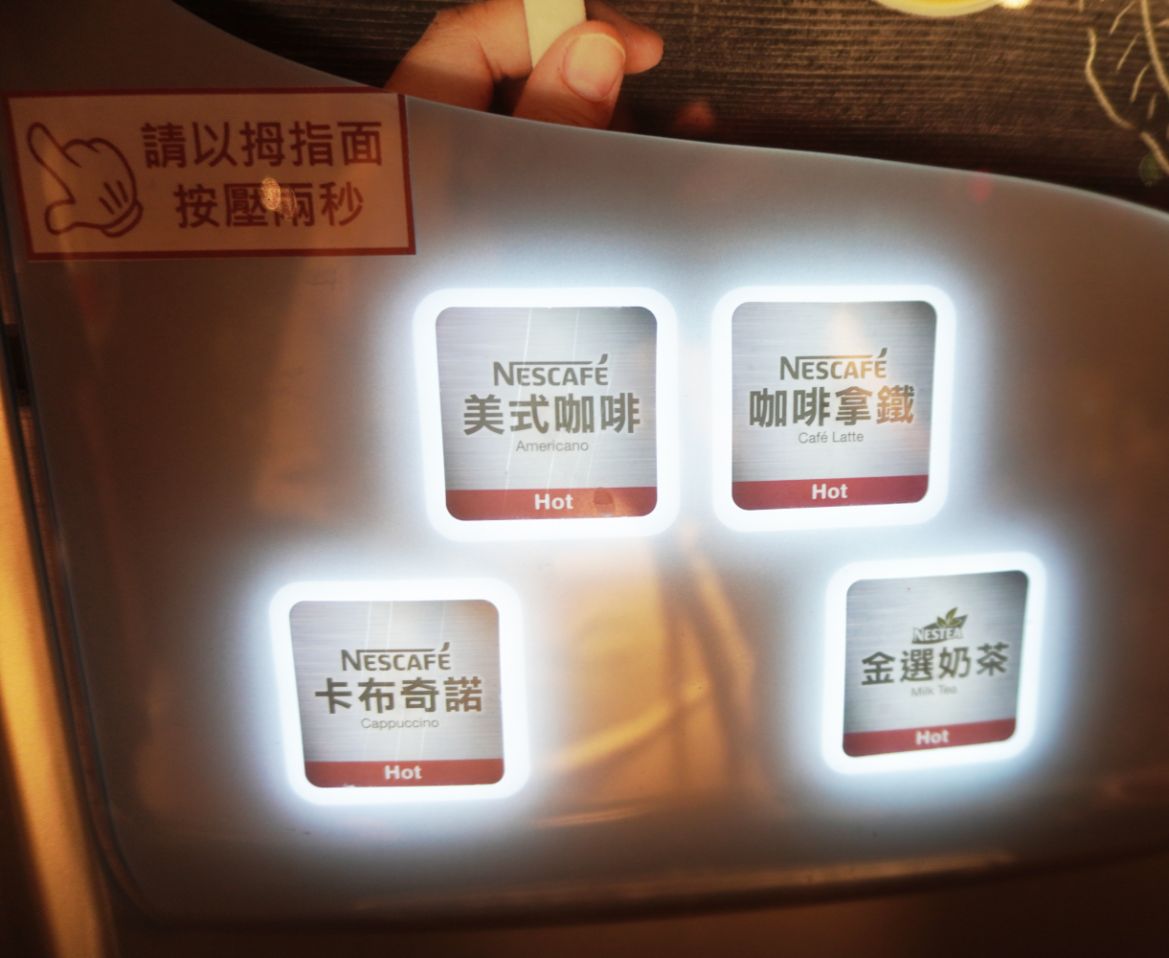 請以拇指面
按壓兩秒
NESCAFÉ
美式咖啡
Americano
Hot
NESCAFÉ
咖啡拿鐵
Café Latte
Hot
NESCAFÉ
卡布奇諾
Cappuccino
Hot
NESTEA
金選奶茶
Milk Tea
Hot